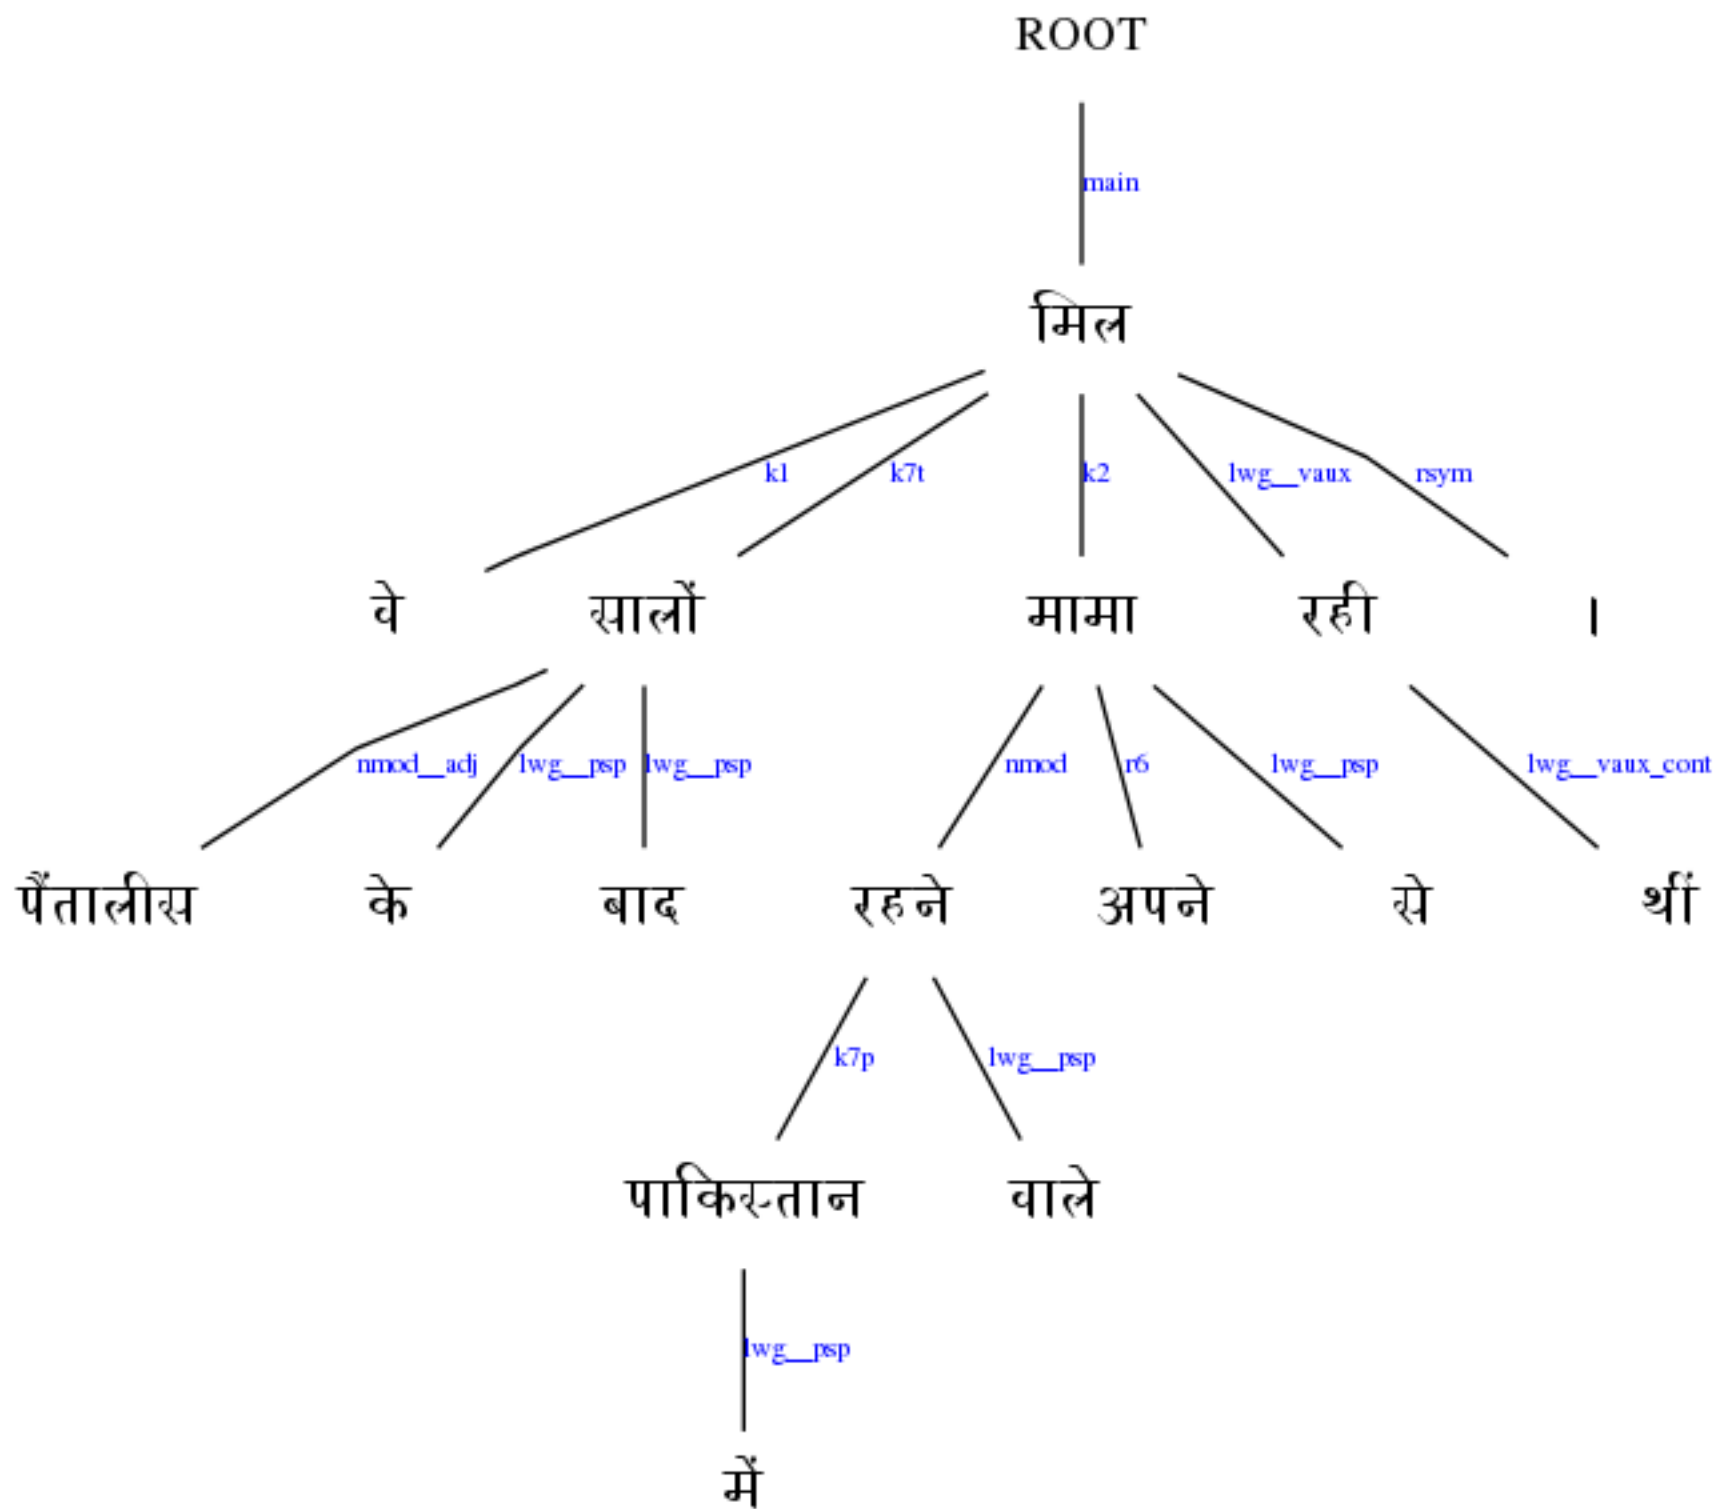 ROOT
main
मिल
k1 k7t k2 lwg__vaux rsym
वे सालों मामा रही ।
nmod__adj lwg__psp lwg__psp nmod r6 lwg__psp lwg__vaux_cont
पैंतालीस के बाद रहने अपने से थीं
k7p lwg__psp
पाकिस्तान वाले
lwg__psp
में